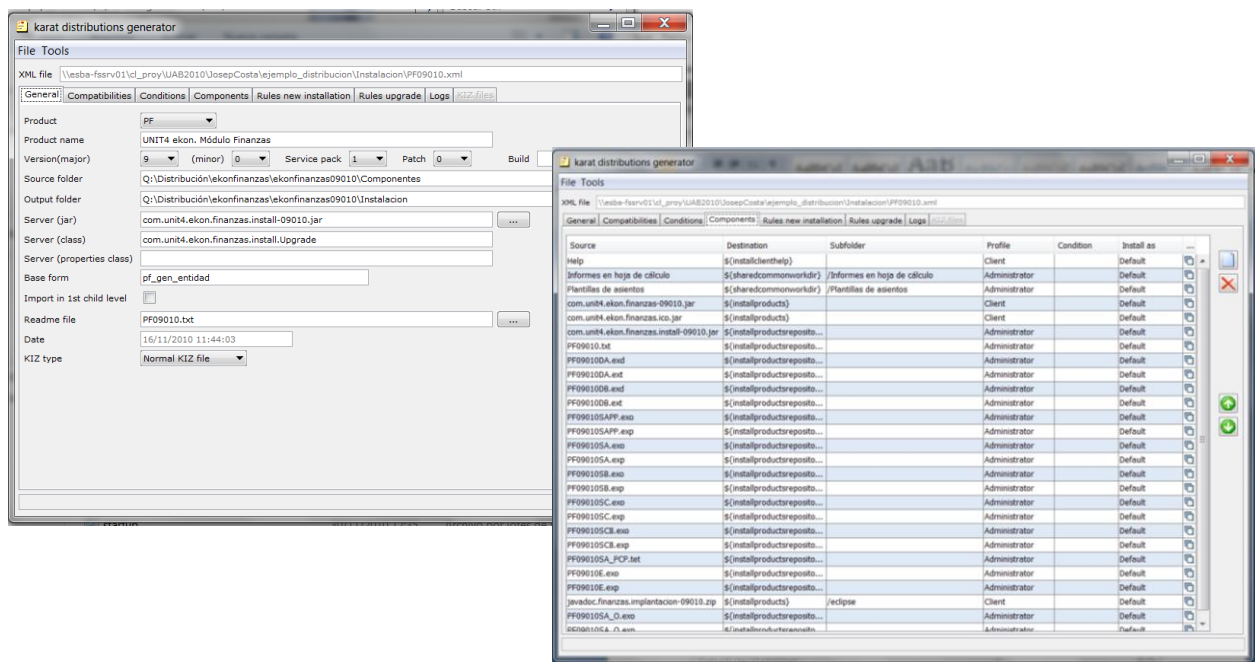 karat distributions generator
File Tools
XML file \\esba-fssrv01\cl_proy\UAB2010\JosepCosta\ejemplo_distribucion\Instalacion\PF09010.xml
General Compatibilities Conditions Components Rules new installation Rules upgrade Logs KIZ files
Product PF
Product name UNIT4 ekon. Módulo Finanzas
Version(major) 9 (minor) 0 Service pack 1 Patch 0 Build
Source folder Q:\Distribución\ekonfinanzas\ekonfinanzas09010\Componentes
Output folder Q:\Distribución\ekonfinanzas\ekonfinanzas09010\Instalacion
Server (jar) com.unit4.ekon.finanzas.install-09010.jar ...
Server (class) com.unit4.ekon.finanzas.install.Upgrade
Server (properties class)
Base form pf_gen_entidad
Import in 1st child level
Readme file PF09010.txt ...
Date 16/11/2010 11:44:03
KIZ type Normal KIZ file
karat distributions generator
File Tools
XML file \\esba-fssrv01\cl_proy\UAB2010\JosepCosta\ejemplo_distribucion\Instalacion\PF09010.xml
General Compatibilities Conditions Components Rules new installation Rules upgrade Logs KIZ files
Source Destination Subfolder Profile Condition Install as ...
Help ${installclienthelp} Client Default
Informes en hoja de cálculo ${sharedcommonworkdir} /Informes en hoja de cálculo Administrator Default
Plantillas de asientos ${sharedcommonworkdir} /Plantillas de asientos Administrator Default
com.unit4.ekon.finanzas-09010.jar ${installproducts} Client Default
com.unit4.ekon.finanzas.ico.jar ${installproducts} Client Default
com.unit4.ekon.finanzas.install-09010.jar ${installproductsreposito... Administrator Default
PF09010.txt ${installproductsreposito... Administrator Default
PF09010DA.exd ${installproductsreposito... Administrator Default
PF09010DA.ext ${installproductsreposito... Administrator Default
PF09010DB.exd ${installproductsreposito... Administrator Default
PF09010DB.ext ${installproductsreposito... Administrator Default
PF09010SAPP.exo ${installproductsreposito... Administrator Default
PF09010SAPP.exp ${installproductsreposito... Administrator Default
PF09010SA.exo ${installproductsreposito... Administrator Default
PF09010SA.exp ${installproductsreposito... Administrator Default
PF09010SB.exo ${installproductsreposito... Administrator Default
PF09010SB.exp ${installproductsreposito... Administrator Default
PF09010SC.exo ${installproductsreposito... Administrator Default
PF09010SC.exp ${installproductsreposito... Administrator Default
PF09010SCB.exo ${installproductsreposito... Administrator Default
PF09010SCB.exp ${installproductsreposito... Administrator Default
PF09010SA_PCP.tet ${installproductsreposito... Administrator Default
PF09010E.exo ${installproductsreposito... Administrator Default
PF09010E.exp ${installproductsreposito... Administrator Default
javadoc.finanzas.implantacion-09010.zip ${installproducts} /eclipse Client Default
PF09010SA_O.exo ${installproductsreposito... Administrator Default
PF09010SA_O.exp ${installproductsreposito... Administrator Default